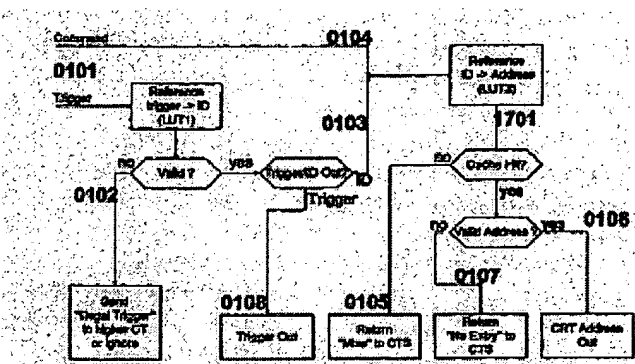 Command
0104
0101
Trigger
Reference
trigger -> ID
(LUT1)
Reference
ID -> Address
(LUT2)
0103
1701
no
Valid ?
yes
Trigger/ID Out?
ID
no
Cache Hit?
0102
Trigger
yes
no
Valid Address ?
yes
0106
0107
Send
"Illegal Trigger"
to higher CT
or Ignore
0108
0105
Trigger Out
Return
"Miss" to CTS
Return
"No Entry" to
CTS
CRT Address
Out